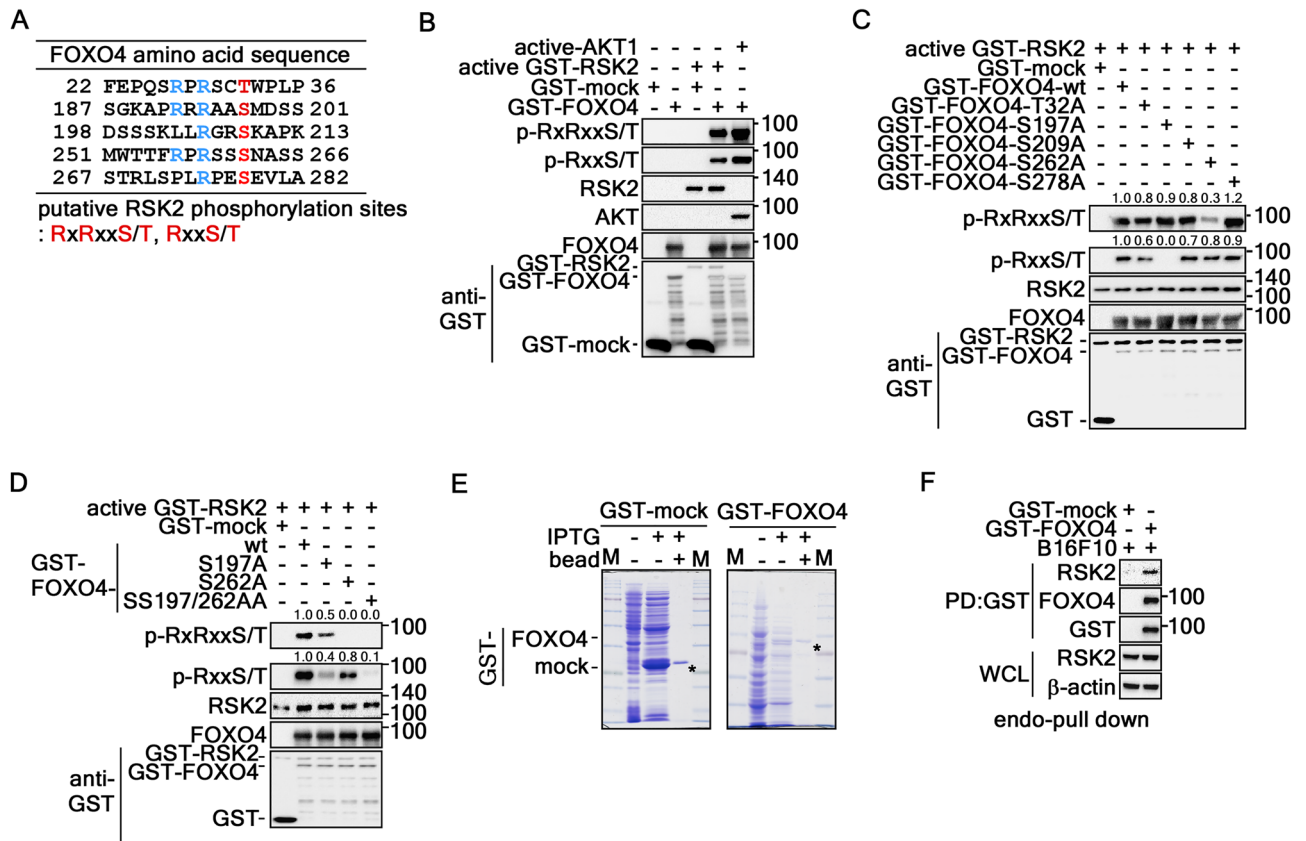 A
FOXO4 amino acid sequence
22 FEPQSRPRSCTWPLP 36
187 SGKAPRRRAASMDSS 201
198 DSSSKLLRGRSKAPK 213
251 MWTTFRPRSSSNASS 266
267 STRLSPLRPESEVLA 282
putative RSK2 phosphorylation sites
: RxRxxS/T, RxxS/T
B
active-AKT1 - - - - +
active GST-RSK2 - - + + -
GST-mock + - + - -
GST-FOXO4 - + - + +
p-RxRxxS/T 100
p-RxxS/T 100
RSK2 140
AKT
FOXO4 100
GST-RSK2-
GST-FOXO4-
anti-
GST
GST-mock-
C
active GST-RSK2 + + + + + + +
GST-mock + - - - - - -
GST-FOXO4-wt - + - - - - -
GST-FOXO4-T32A - - + - - - -
GST-FOXO4-S197A - - - + - - -
GST-FOXO4-S209A - - - - + - -
GST-FOXO4-S262A - - - - - + -
GST-FOXO4-S278A - - - - - - +
1.0 0.8 0.9 0.8 0.3 1.2
p-RxRxxS/T 100
1.0 0.6 0.0 0.7 0.8 0.9
p-RxxS/T
140
RSK2 100
FOXO4 100
GST-RSK2 -
GST-FOXO4 -
anti-
GST
GST -
D
active GST-RSK2 + + + + +
GST-mock + - - - -
GST-
FOXO4-
wt - + - - -
S197A - - + - -
S262A - - - + -
SS197/262AA - - - - +
1.0 0.5 0.0 0.0
p-RxRxxS/T 100
1.0 0.4 0.8 0.1
p-RxxS/T 100
140
RSK2 100
FOXO4 100
GST-RSK2-
GST-FOXO4-
anti-
GST
GST-
E
GST-mock GST-FOXO4
IPTG - + + - + +
bead M - - + M M - - + M
GST-
FOXO4-
mock-
*
*
F
GST-mock + -
GST-FOXO4 - +
B16F10 + +
PD:GST
RSK2
FOXO4 100
GST 100
WCL
RSK2
β-actin
endo-pull down